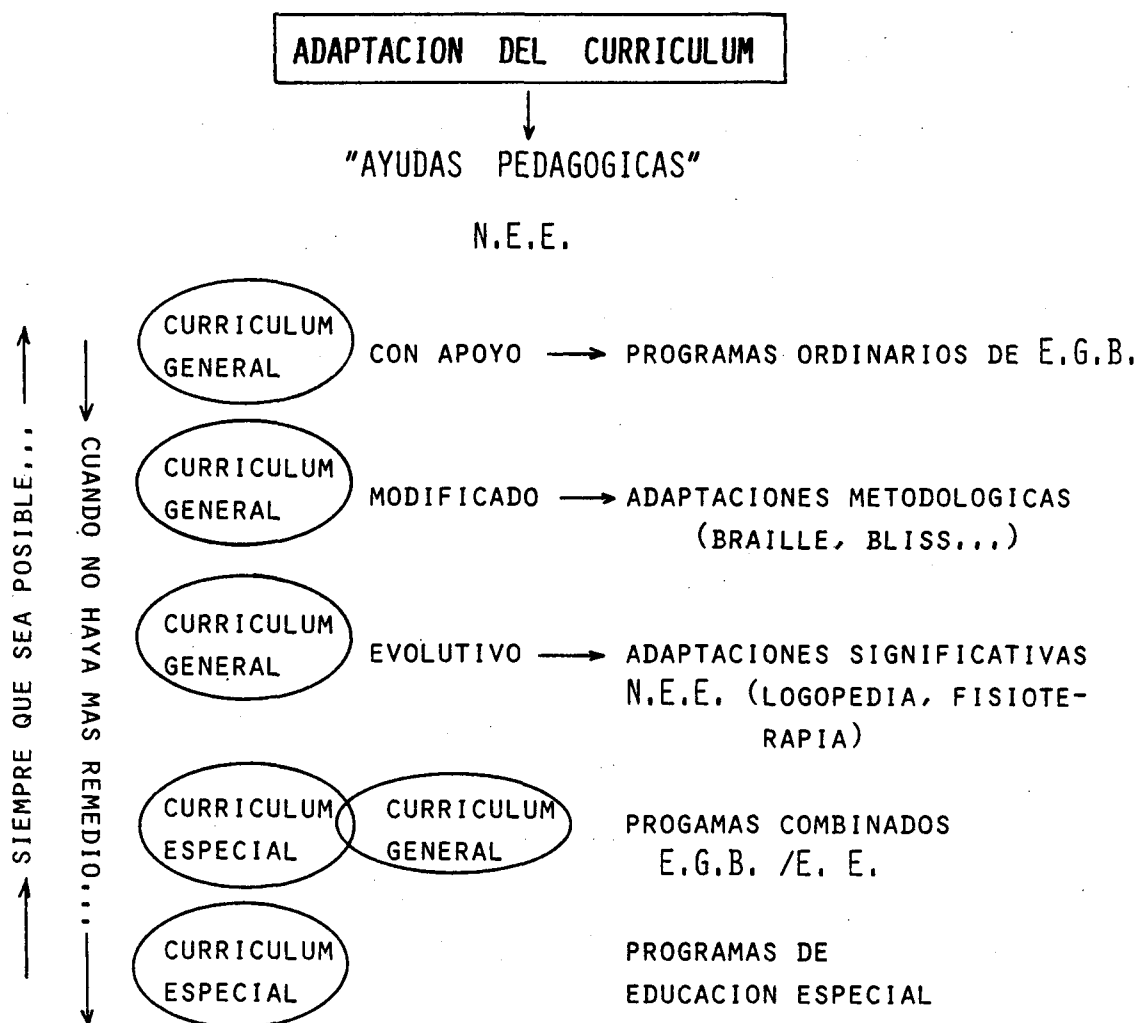 ADAPTACION DEL CURRICULUM
"AYUDAS PEDAGOGICAS"
N.E.E.
SIEMPRE QUE SEA POSIBLE...
CUANDO NO HAYA MAS REMEDIO...
CURRICULUM
GENERAL
CON APOYO
PROGRAMAS ORDINARIOS DE E.G.B.
CURRICULUM
GENERAL
MODIFICADO
ADAPTACIONES METODOLOGICAS
(BRAILLE, BLISS...)
CURRICULUM
GENERAL
EVOLUTIVO
ADAPTACIONES SIGNIFICATIVAS
N.E.E. (LOGOPEDIA, FISIOTE-
RAPIA)
CURRICULUM
ESPECIAL
CURRICULUM
GENERAL
PROGAMAS COMBINADOS
E.G.B. /E. E.
CURRICULUM
ESPECIAL
PROGRAMAS DE
EDUCACION ESPECIAL